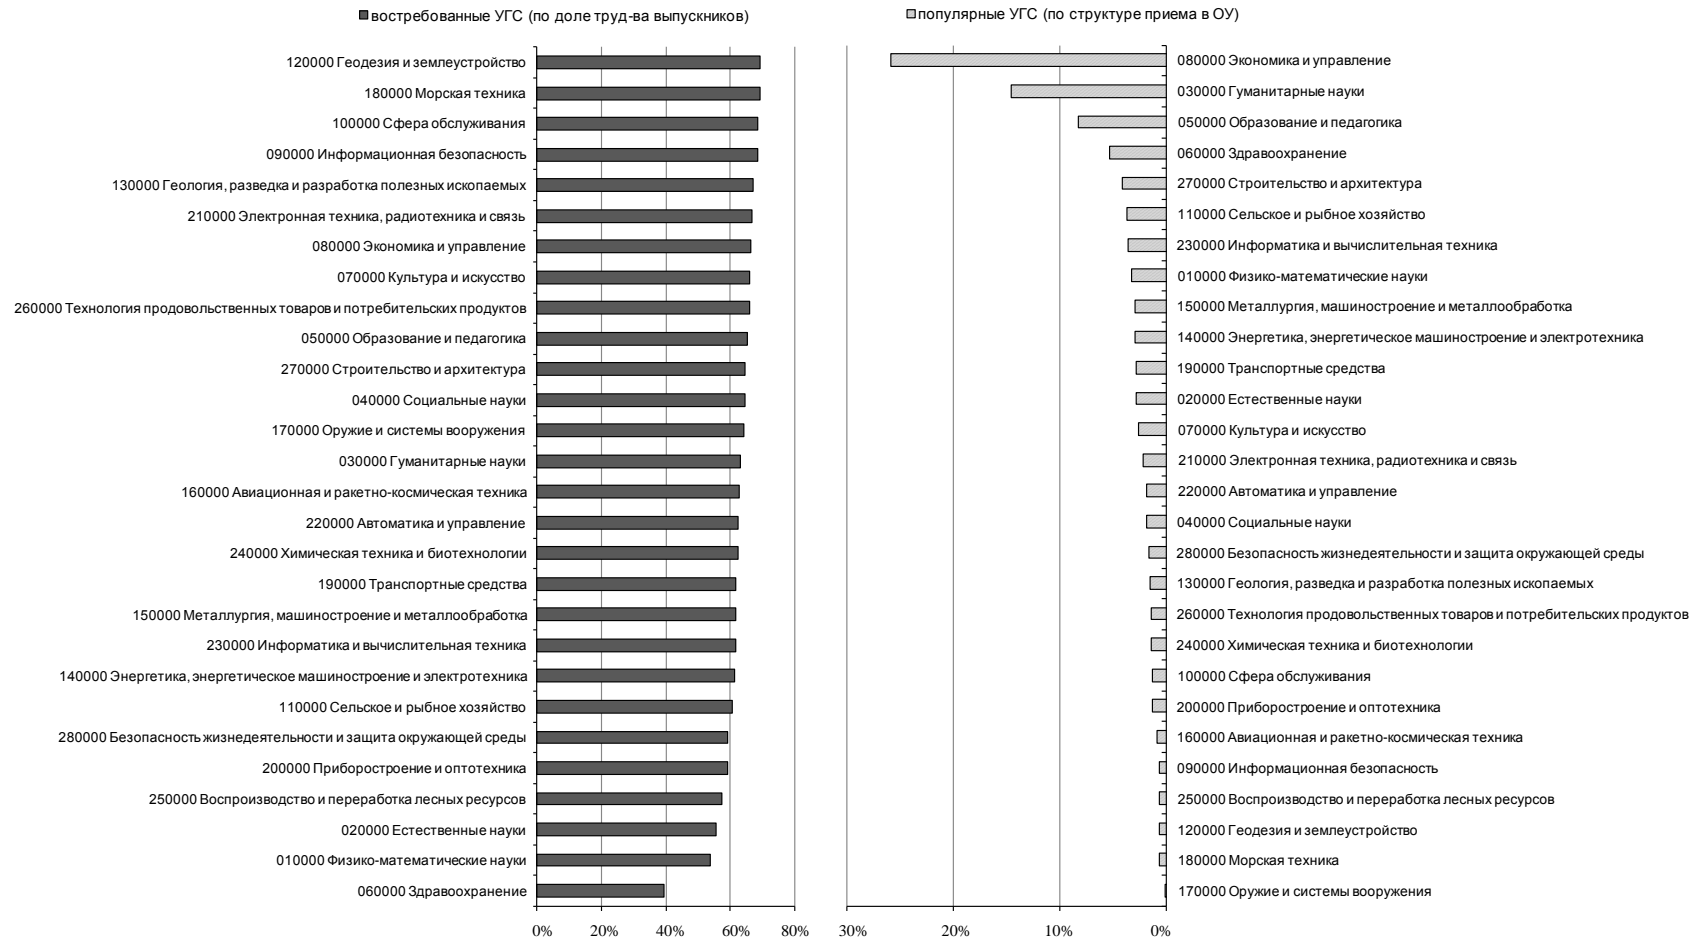 востребованные УГС (по доле труд-ва выпускников)
120000 Геодезия и землеустройство
180000 Морская техника
100000 Сфера обслуживания
090000 Информационная безопасность
130000 Геология, разведка и разработка полезных ископаемых
210000 Электронная техника, радиотехника и связь
080000 Экономика и управление
070000 Культура и искусство
260000 Технология продовольственных товаров и потребительских продуктов
050000 Образование и педагогика
270000 Строительство и архитектура
040000 Социальные науки
170000 Оружие и системы вооружения
030000 Гуманитарные науки
160000 Авиационная и ракетно-космическая техника
220000 Автоматика и управление
240000 Химическая техника и биотехнологии
190000 Транспортные средства
150000 Металлургия, машиностроение и металлообработка
230000 Информатика и вычислительная техника
140000 Энергетика, энергетическое машиностроение и электротехника
110000 Сельское и рыбное хозяйство
280000 Безопасность жизнедеятельности и защита окружающей среды
200000 Приборостроение и оптотехника
250000 Воспроизводство и переработка лесных ресурсов
020000 Естественные науки
010000 Физико-математические науки
060000 Здравоохранение
0% 20% 40% 60% 80%
популярные УГС (по структуре приема в ОУ)
080000 Экономика и управление
030000 Гуманитарные науки
050000 Образование и педагогика
060000 Здравоохранение
270000 Строительство и архитектура
110000 Сельское и рыбное хозяйство
230000 Информатика и вычислительная техника
010000 Физико-математические науки
150000 Металлургия, машиностроение и металлообработка
140000 Энергетика, энергетическое машиностроение и электротехника
190000 Транспортные средства
020000 Естественные науки
070000 Культура и искусство
210000 Электронная техника, радиотехника и связь
220000 Автоматика и управление
040000 Социальные науки
280000 Безопасность жизнедеятельности и защита окружающей среды
130000 Геология, разведка и разработка полезных ископаемых
260000 Технология продовольственных товаров и потребительских продуктов
240000 Химическая техника и биотехнологии
100000 Сфера обслуживания
200000 Приборостроение и оптотехника
160000 Авиационная и ракетно-космическая техника
090000 Информационная безопасность
250000 Воспроизводство и переработка лесных ресурсов
120000 Геодезия и землеустройство
180000 Морская техника
170000 Оружие и системы вооружения
30% 20% 10% 0%